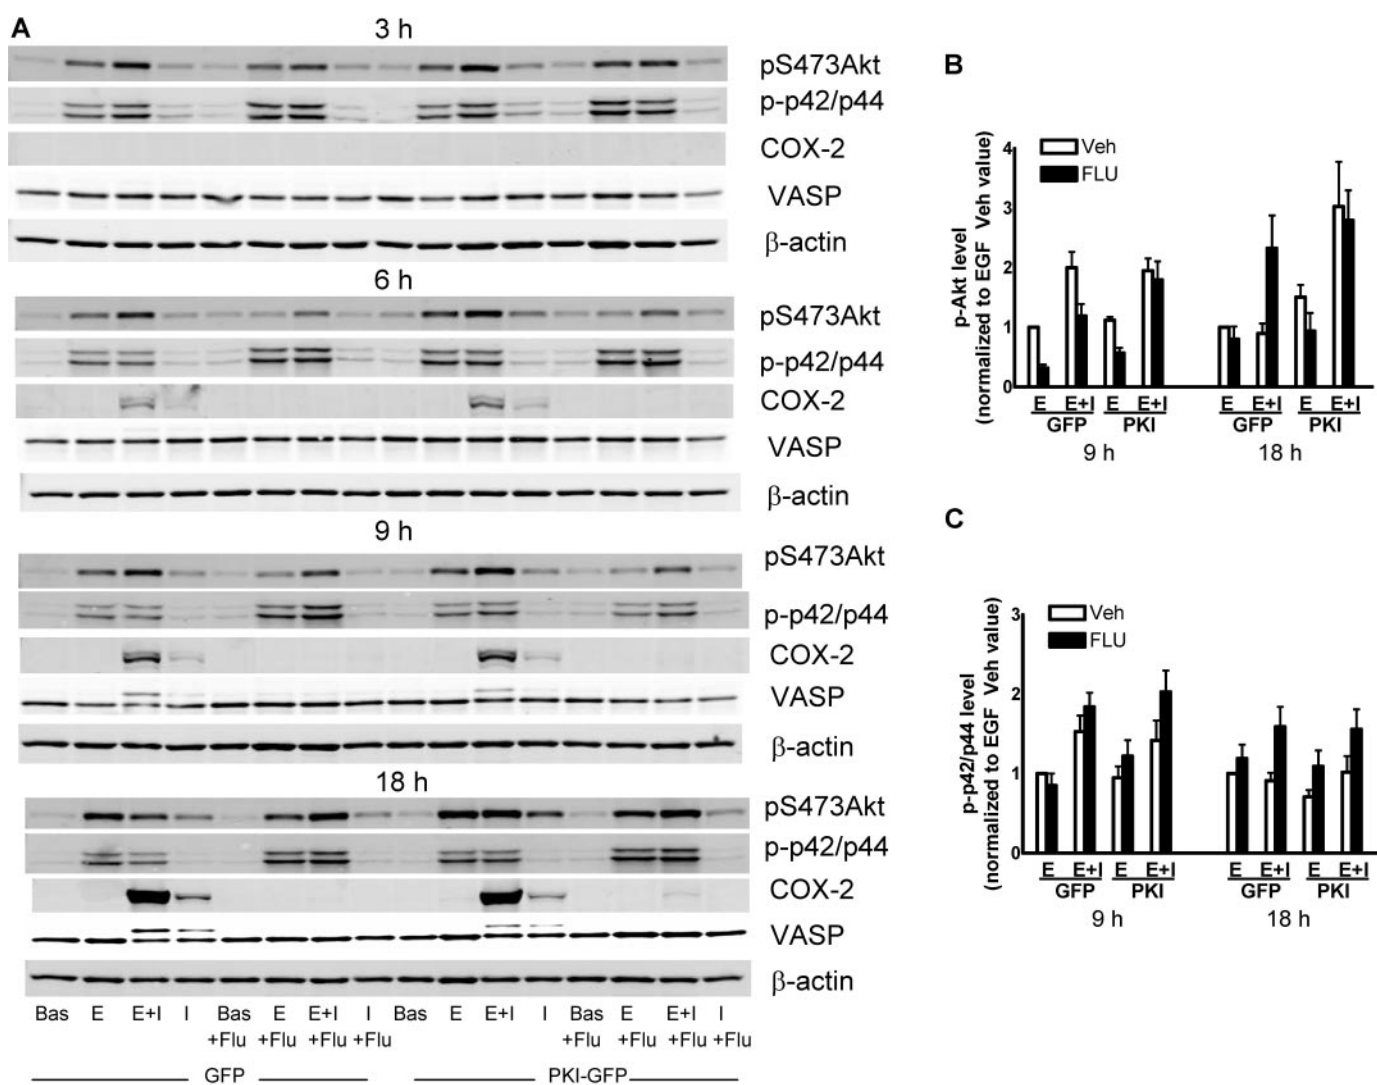 A
3 h
pS473Akt
p-p42/p44
COX-2
VASP
β-actin
6 h
pS473Akt
p-p42/p44
COX-2
VASP
β-actin
9 h
pS473Akt
p-p42/p44
COX-2
VASP
β-actin
18 h
pS473Akt
p-p42/p44
COX-2
VASP
β-actin
Bas E E+I I Bas E E+I I Bas E E+I I Bas E E+I I
+Flu +Flu +Flu +Flu +Flu +Flu +Flu +Flu
GFP PKI-GFP
B
p-Akt level
(normalized to EGF Veh value)
4
3
2
1
0
Veh
FLU
E E+I E E+I E E+I E E+I
GFP PKI GFP PKI
9 h 18 h
C
p-p42/p44 level
(normalized to EGF Veh value)
3
2
1
0
Veh
FLU
E E+I E E+I E E+I E E+I
GFP PKI GFP PKI
9 h 18 h